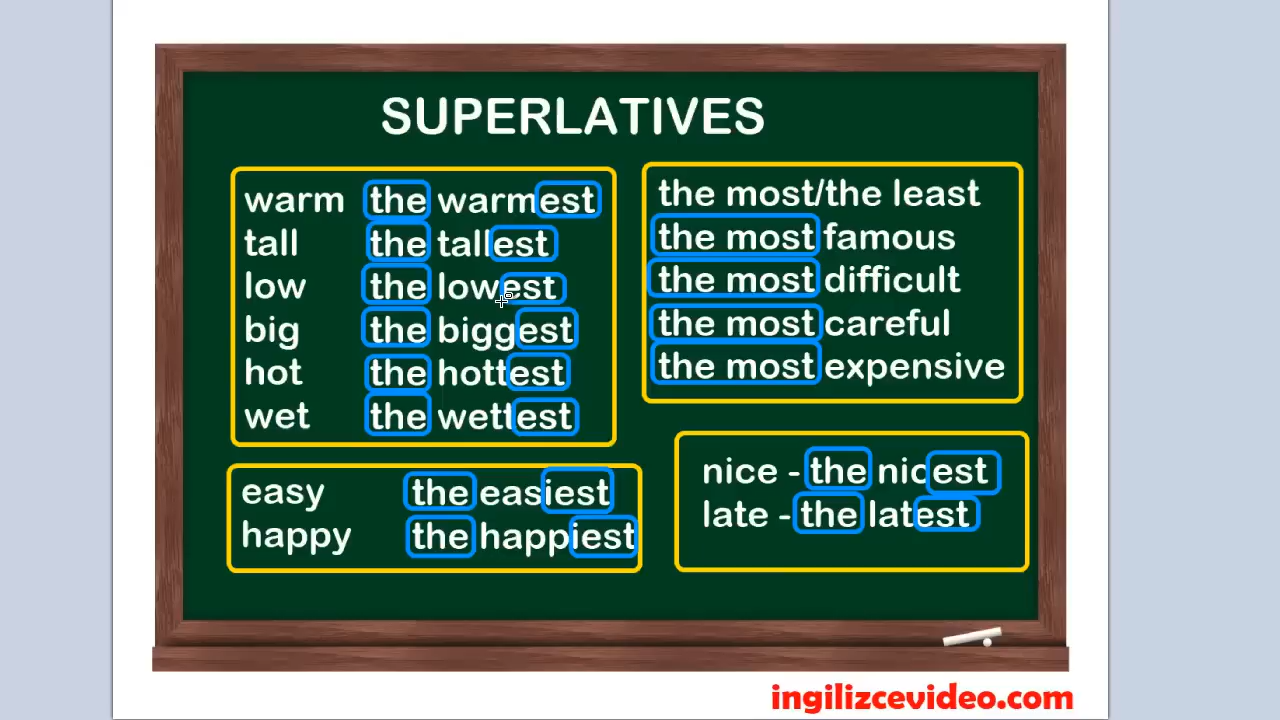 SUPERLATIVES
warm the warmest
tall the tallest
low the lowest
big the biggest
hot the hottest
wet the wettest
easy the easiest
happy the happiest
the most/the least
the most famous
the most difficult
the most careful
the most expensive
nice - the nicest
late - the latest
ingilizcevideo.com